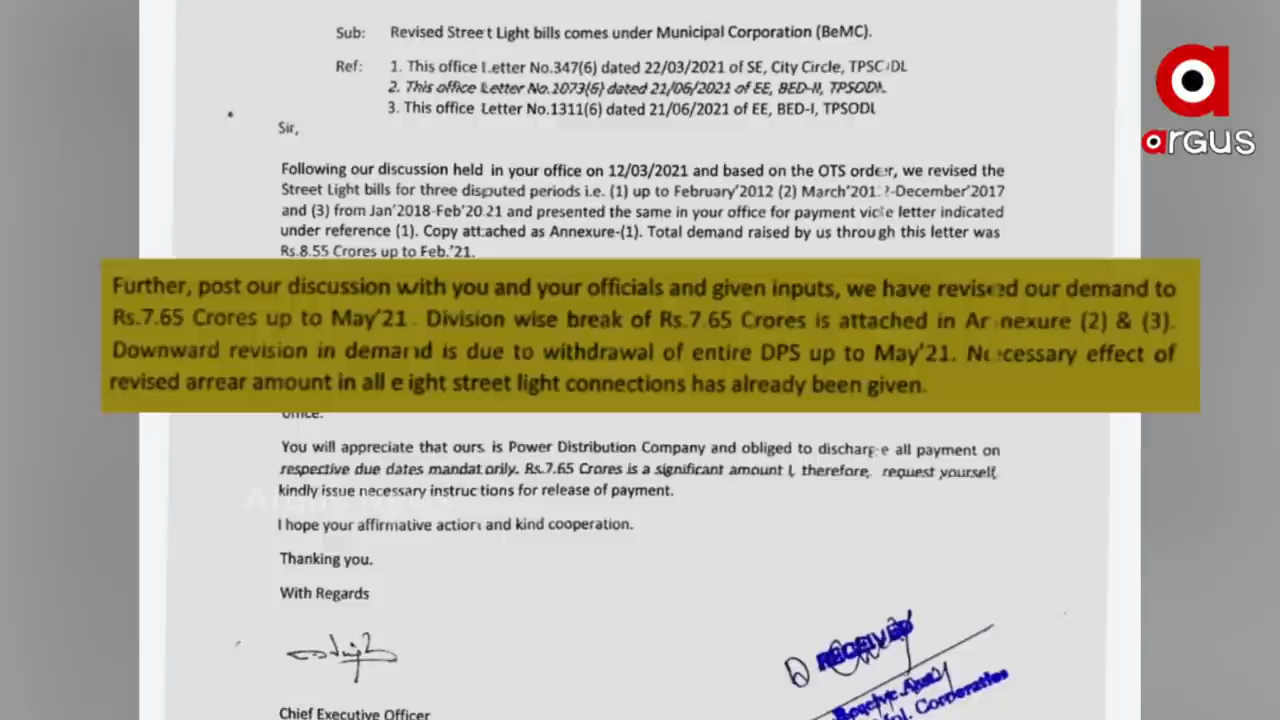 argus
Sub: Revised Street Light bills comes under Municipal Corporation (BeMC).
Ref: 1. This office Letter No.347(6) dated 22/03/2021 of SE, City Circle, TPSODL
2. This office Letter No.1073(6) dated 21/06/2021 of EE, BED-II, TPSODL
3. This office Letter No.1311(6) dated 21/06/2021 of EE, BED-I, TPSODL
Sir,
Following our discussion held in your office on 12/03/2021 and based on the OTS order, we revised the
Street Light bills for three disputed periods i.e. (1) up to February'2012 (2) March'2012-December'2017
and (3) from Jan'2018-Feb'2021 and presented the same in your office for payment vide letter indicated
under reference (1). Copy attached as Annexure-(1). Total demand raised by us through this letter was
Rs.8.55 Crores up to Feb.'21.
Further, post our discussion with you and your officials and given inputs, we have revised our demand to
Rs.7.65 Crores up to May'21. Division wise break of Rs.7.65 Crores is attached in Annexure (2) & (3).
Downward revision in demand is due to withdrawal of entire DPS up to May'21. Necessary effect of
revised arrear amount in all eight street light connections has already been given.
office.
You will appreciate that ours is Power Distribution Company and obliged to discharge all payment on
respective due dates mandatorily. Rs.7.65 Crores is a significant amount I, therefore, request yourself,
kindly issue necessary instructions for release of payment.
I hope your affirmative action and kind cooperation.
Thanking you.
With Regards
RECEIVED
Chief Executive Officer
Corporation